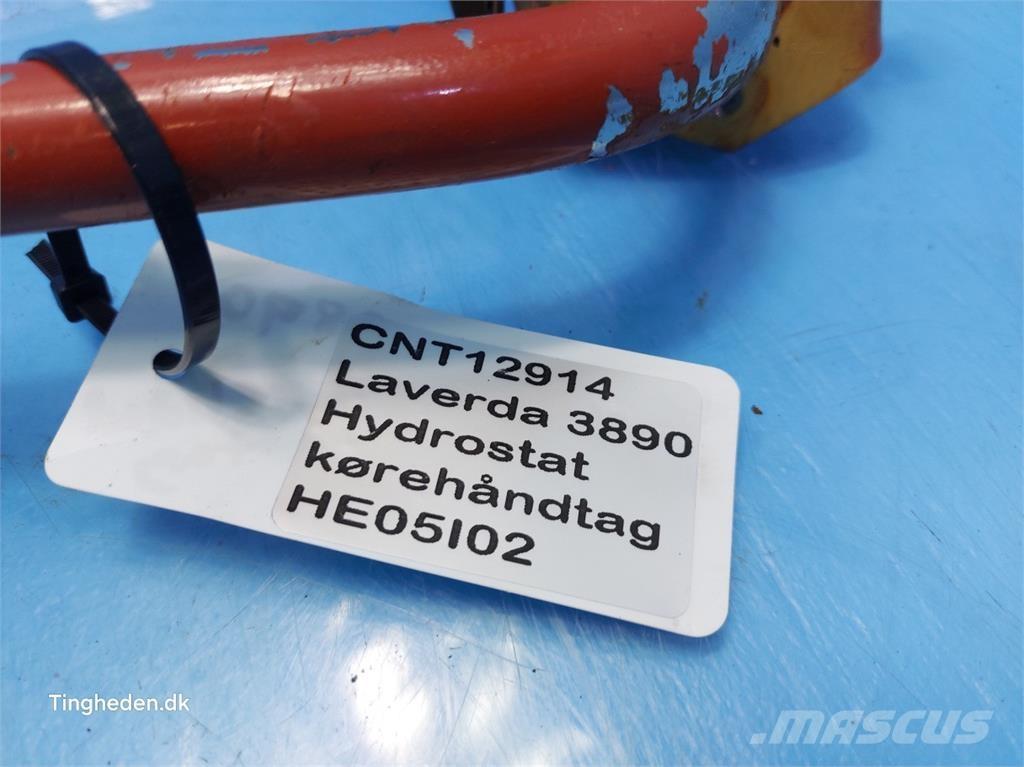 CNT12914
Laverda 3890
Hydrostat
kørehåndtag
HE05I02
Tingheden.dk
MASCUS